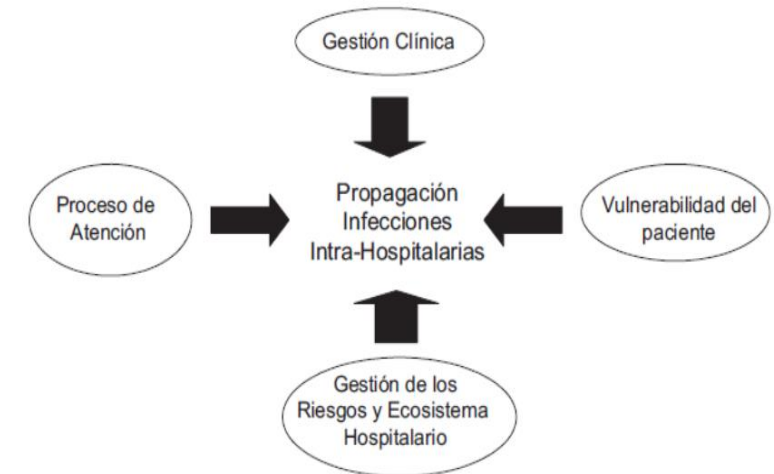 Gestión Clínica
Proceso de
Atención
Propagación
Infecciones
Intra-Hospitalarias
Vulnerabilidad del
paciente
Gestión de los
Riesgos y Ecosistema
Hospitalario